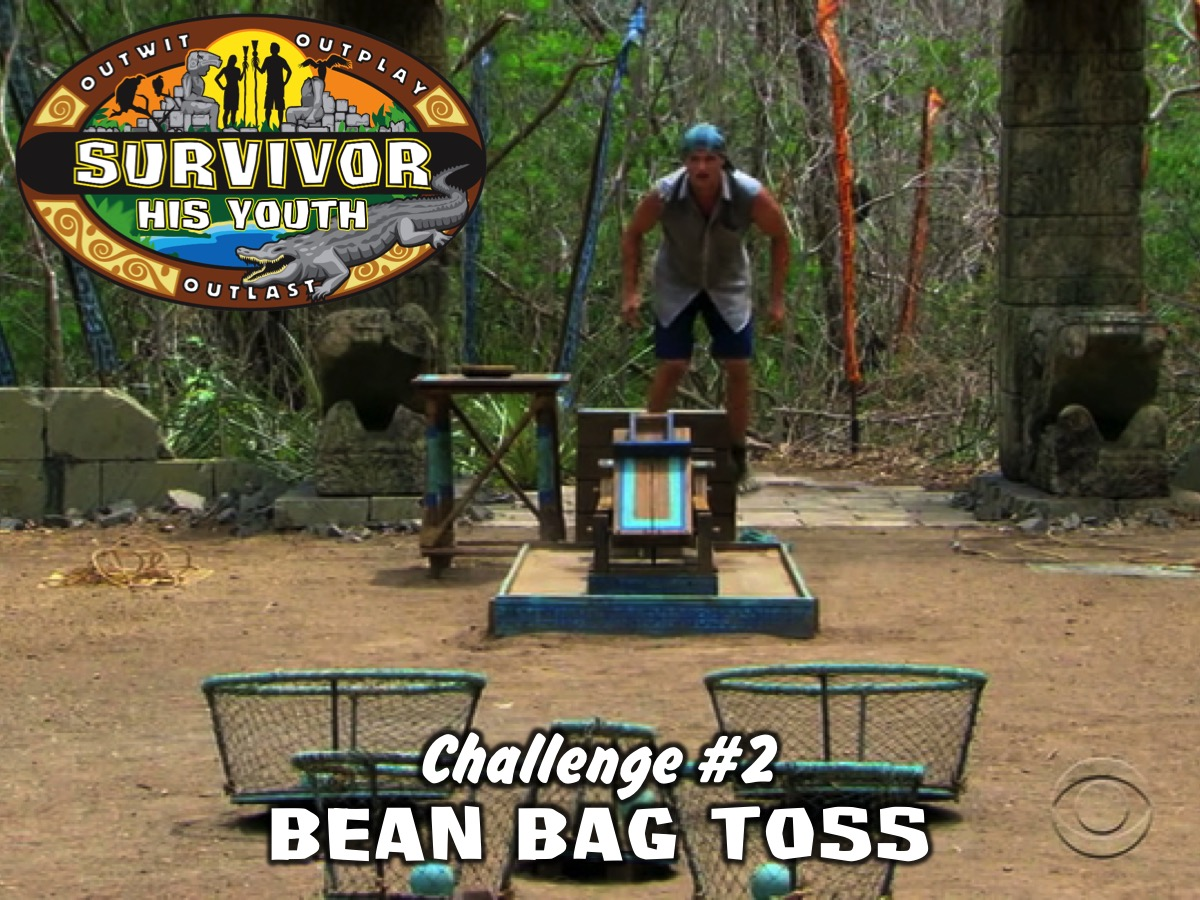 OUTWIT OUTPLAY
SURVIVOR
HIS YOUTH
OUTLAST
Challenge #2
BEAN BAG TOSS